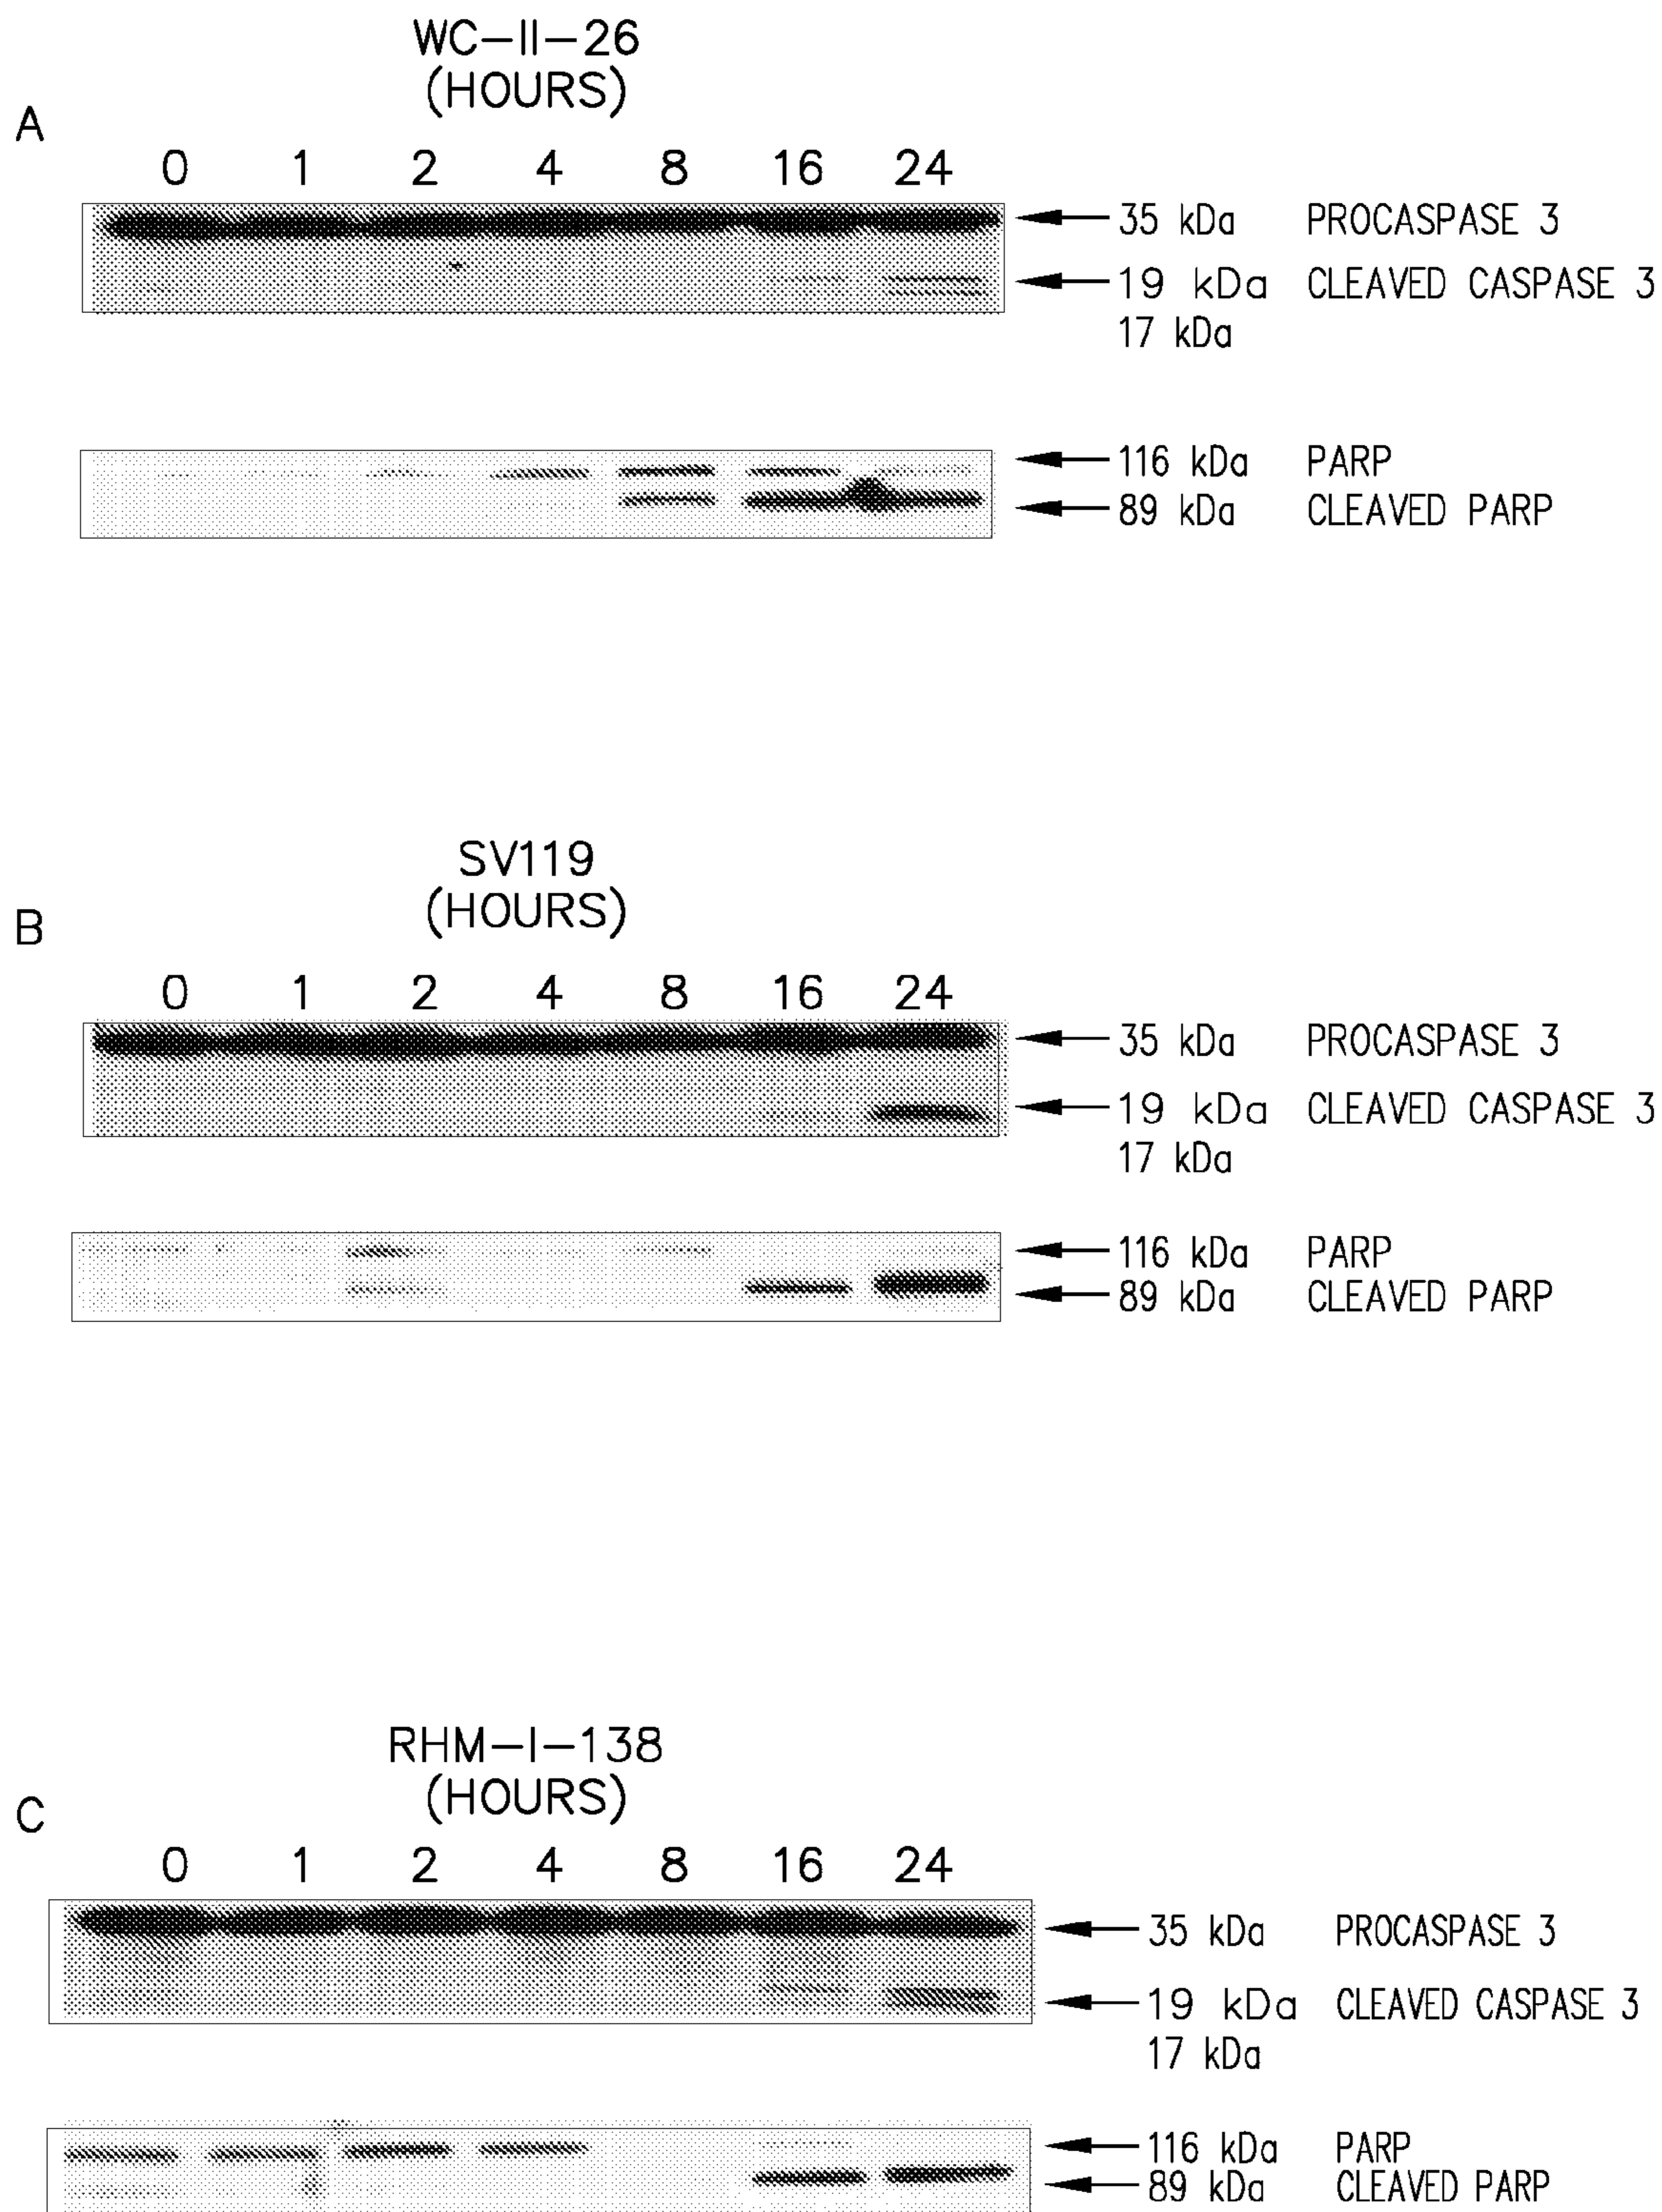 WC-II-26
(HOURS)
A
0 1 2 4 8 16 24
35 kDa PROCASPASE 3
19 kDa CLEAVED CASPASE 3
17 kDa
116 kDa PARP
89 kDa CLEAVED PARP
SV119
(HOURS)
B
0 1 2 4 8 16 24
35 kDa PROCASPASE 3
19 kDa CLEAVED CASPASE 3
17 kDa
116 kDa PARP
89 kDa CLEAVED PARP
RHM-I-138
(HOURS)
C
0 1 2 4 8 16 24
35 kDa PROCASPASE 3
19 kDa CLEAVED CASPASE 3
17 kDa
116 kDa PARP
89 kDa CLEAVED PARP